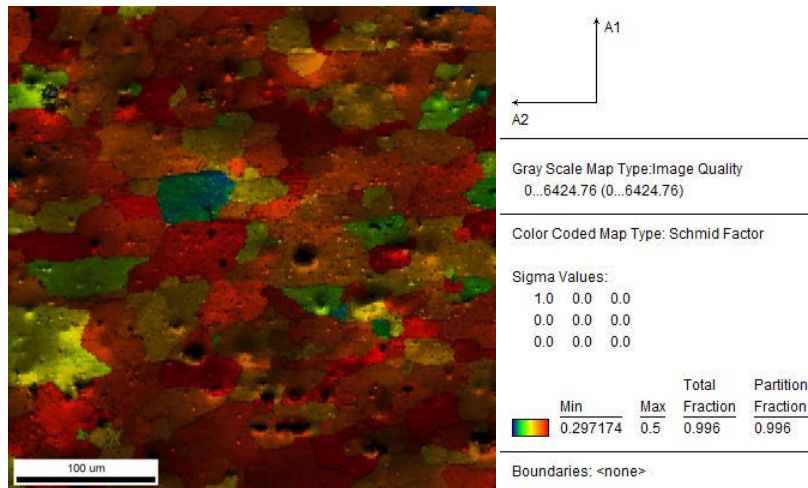 100 um
A1
A2
Gray Scale Map Type:Image Quality
0...6424.76 (0...6424.76)
Color Coded Map Type: Schmid Factor
Sigma Values:
1.0 0.0 0.0
0.0 0.0 0.0
0.0 0.0 0.0
Total Partition
Min Max Fraction Fraction
0.297174 0.5 0.996 0.996
Boundaries: <none>